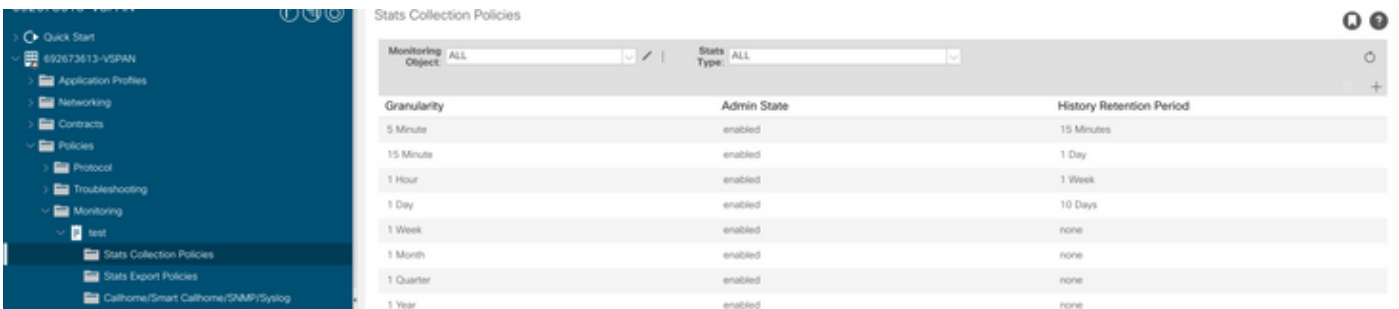 Quick Start
692673613-VSPAN
Application Profiles
Networking
Contracts
Policies
Protocol
Troubleshooting
Monitoring
test
Stats Collection Policies
Stats Export Policies
Callhome/Smart Callhome/SNMP/Syslog
Stats Collection Policies
Monitoring Object: ALL
Stats Type: ALL
Granularity Admin State History Retention Period
5 Minute enabled 15 Minutes
15 Minute enabled 1 Day
1 Hour enabled 1 Week
1 Day enabled 10 Days
1 Week enabled none
1 Month enabled none
1 Quarter enabled none
1 Year enabled none